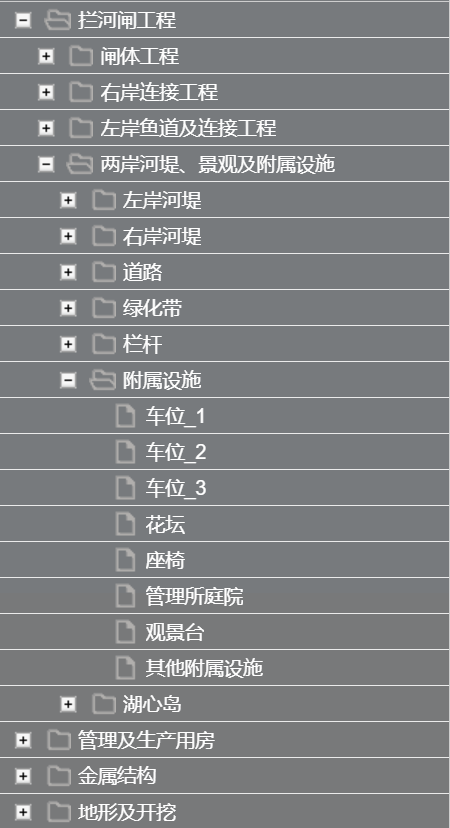 拦河闸工程
闸体工程
右岸连接工程
左岸鱼道及连接工程
两岸河堤、景观及附属设施
左岸河堤
右岸河堤
道路
绿化带
栏杆
附属设施
车位_1
车位_2
车位_3
花坛
座椅
管理所庭院
观景台
其他附属设施
湖心岛
管理及生产用房
金属结构
地形及开挖